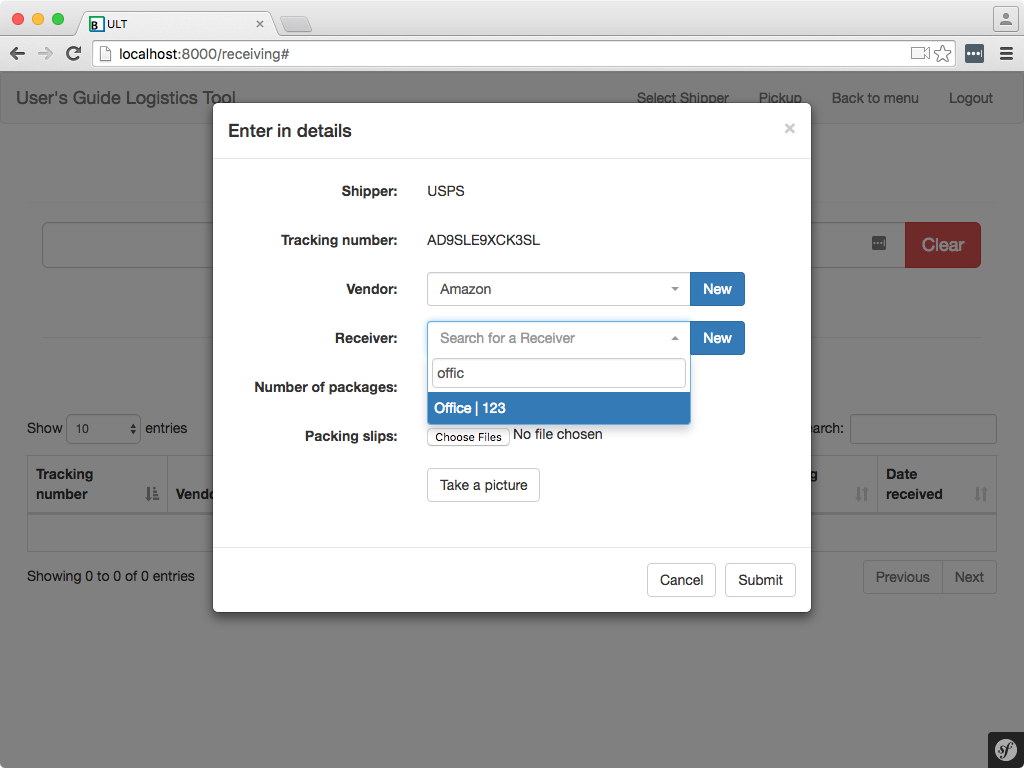 B ULT
localhost:8000/receiving#
User's Guide Logistics Tool
Select Shipper Pickup Back to menu Logout
Enter in details
Shipper: USPS
Tracking number: AD9SLE9XCK3SL
Clear
Vendor: Amazon New
Receiver: Search for a Receiver New
offic
Office | 123
Number of packages:
Packing slips: Choose Files No file chosen
Take a picture
Show 10 entries
arch:
Tracking number
Vendo
g
Date received
Showing 0 to 0 of 0 entries
Previous Next
Cancel Submit
sf